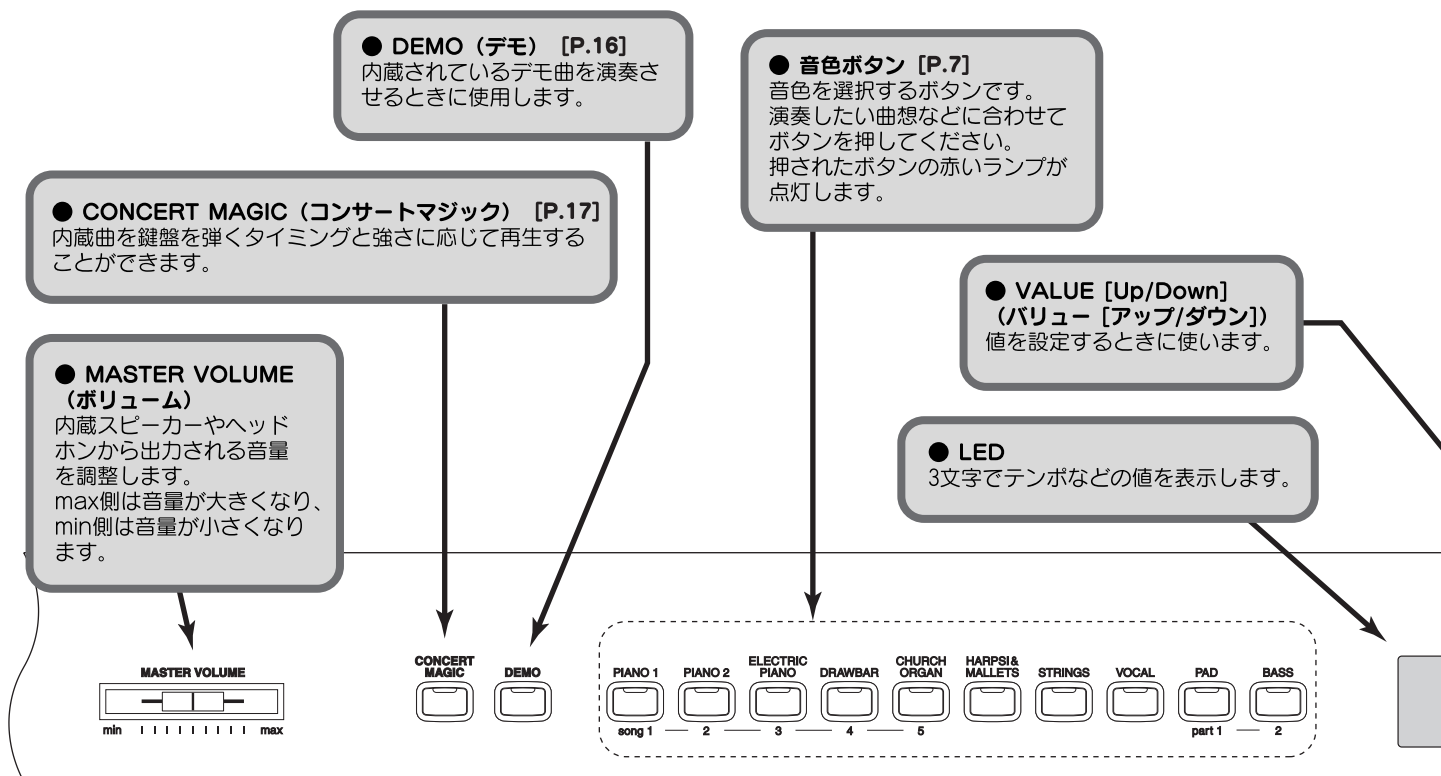 ● DEMO（デモ） [P.16]
内蔵されているデモ曲を演奏さ
せるときに使用します。
● 音色ボタン [P.7]
音色を選択するボタンです。
演奏したい曲想などに合わせて
ボタンを押してください。
押されたボタンの赤いランプが
点灯します。
● CONCERT MAGIC（コンサートマジック） [P.17]
内蔵曲を鍵盤を弾くタイミングと強さに応じて再生する
ことができます。
● VALUE [Up/Down]
（バリュー [アップ/ダウン]）
値を設定するときに使います。
● MASTER VOLUME
（ボリューム）
内蔵スピーカーやヘッド
ホンから出力される音量
を調整します。
max側は音量が大きくなり、
min側は音量が小さくなり
ます。
● LED
3文字でテンポなどの値を表示します。
MASTER VOLUME
min max
CONCERT
MAGIC
DEMO
PIANO 1
PIANO 2
ELECTRIC
PIANO
DRAWBAR
CHURCH
ORGAN
HARPSI&
MALLETS
STRINGS
VOCAL
PAD
BASS
song 1 — 2 — 3 — 4 — 5
part 1 — 2